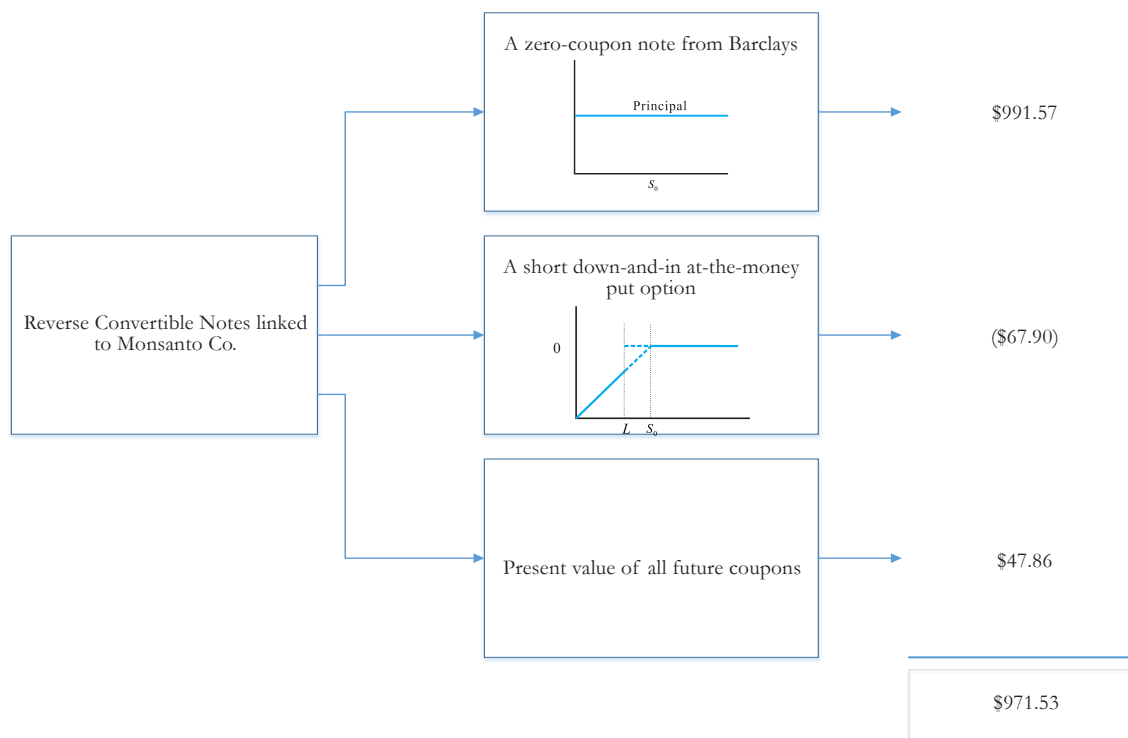 A zero-coupon note from Barclays
Principal
S₀
$991.57
Reverse Convertible Notes linked
to Monsanto Co.
A short down-and-in at-the-money
put option
0
L S₀
($67.90)
Present value of all future coupons
$47.86
$971.53